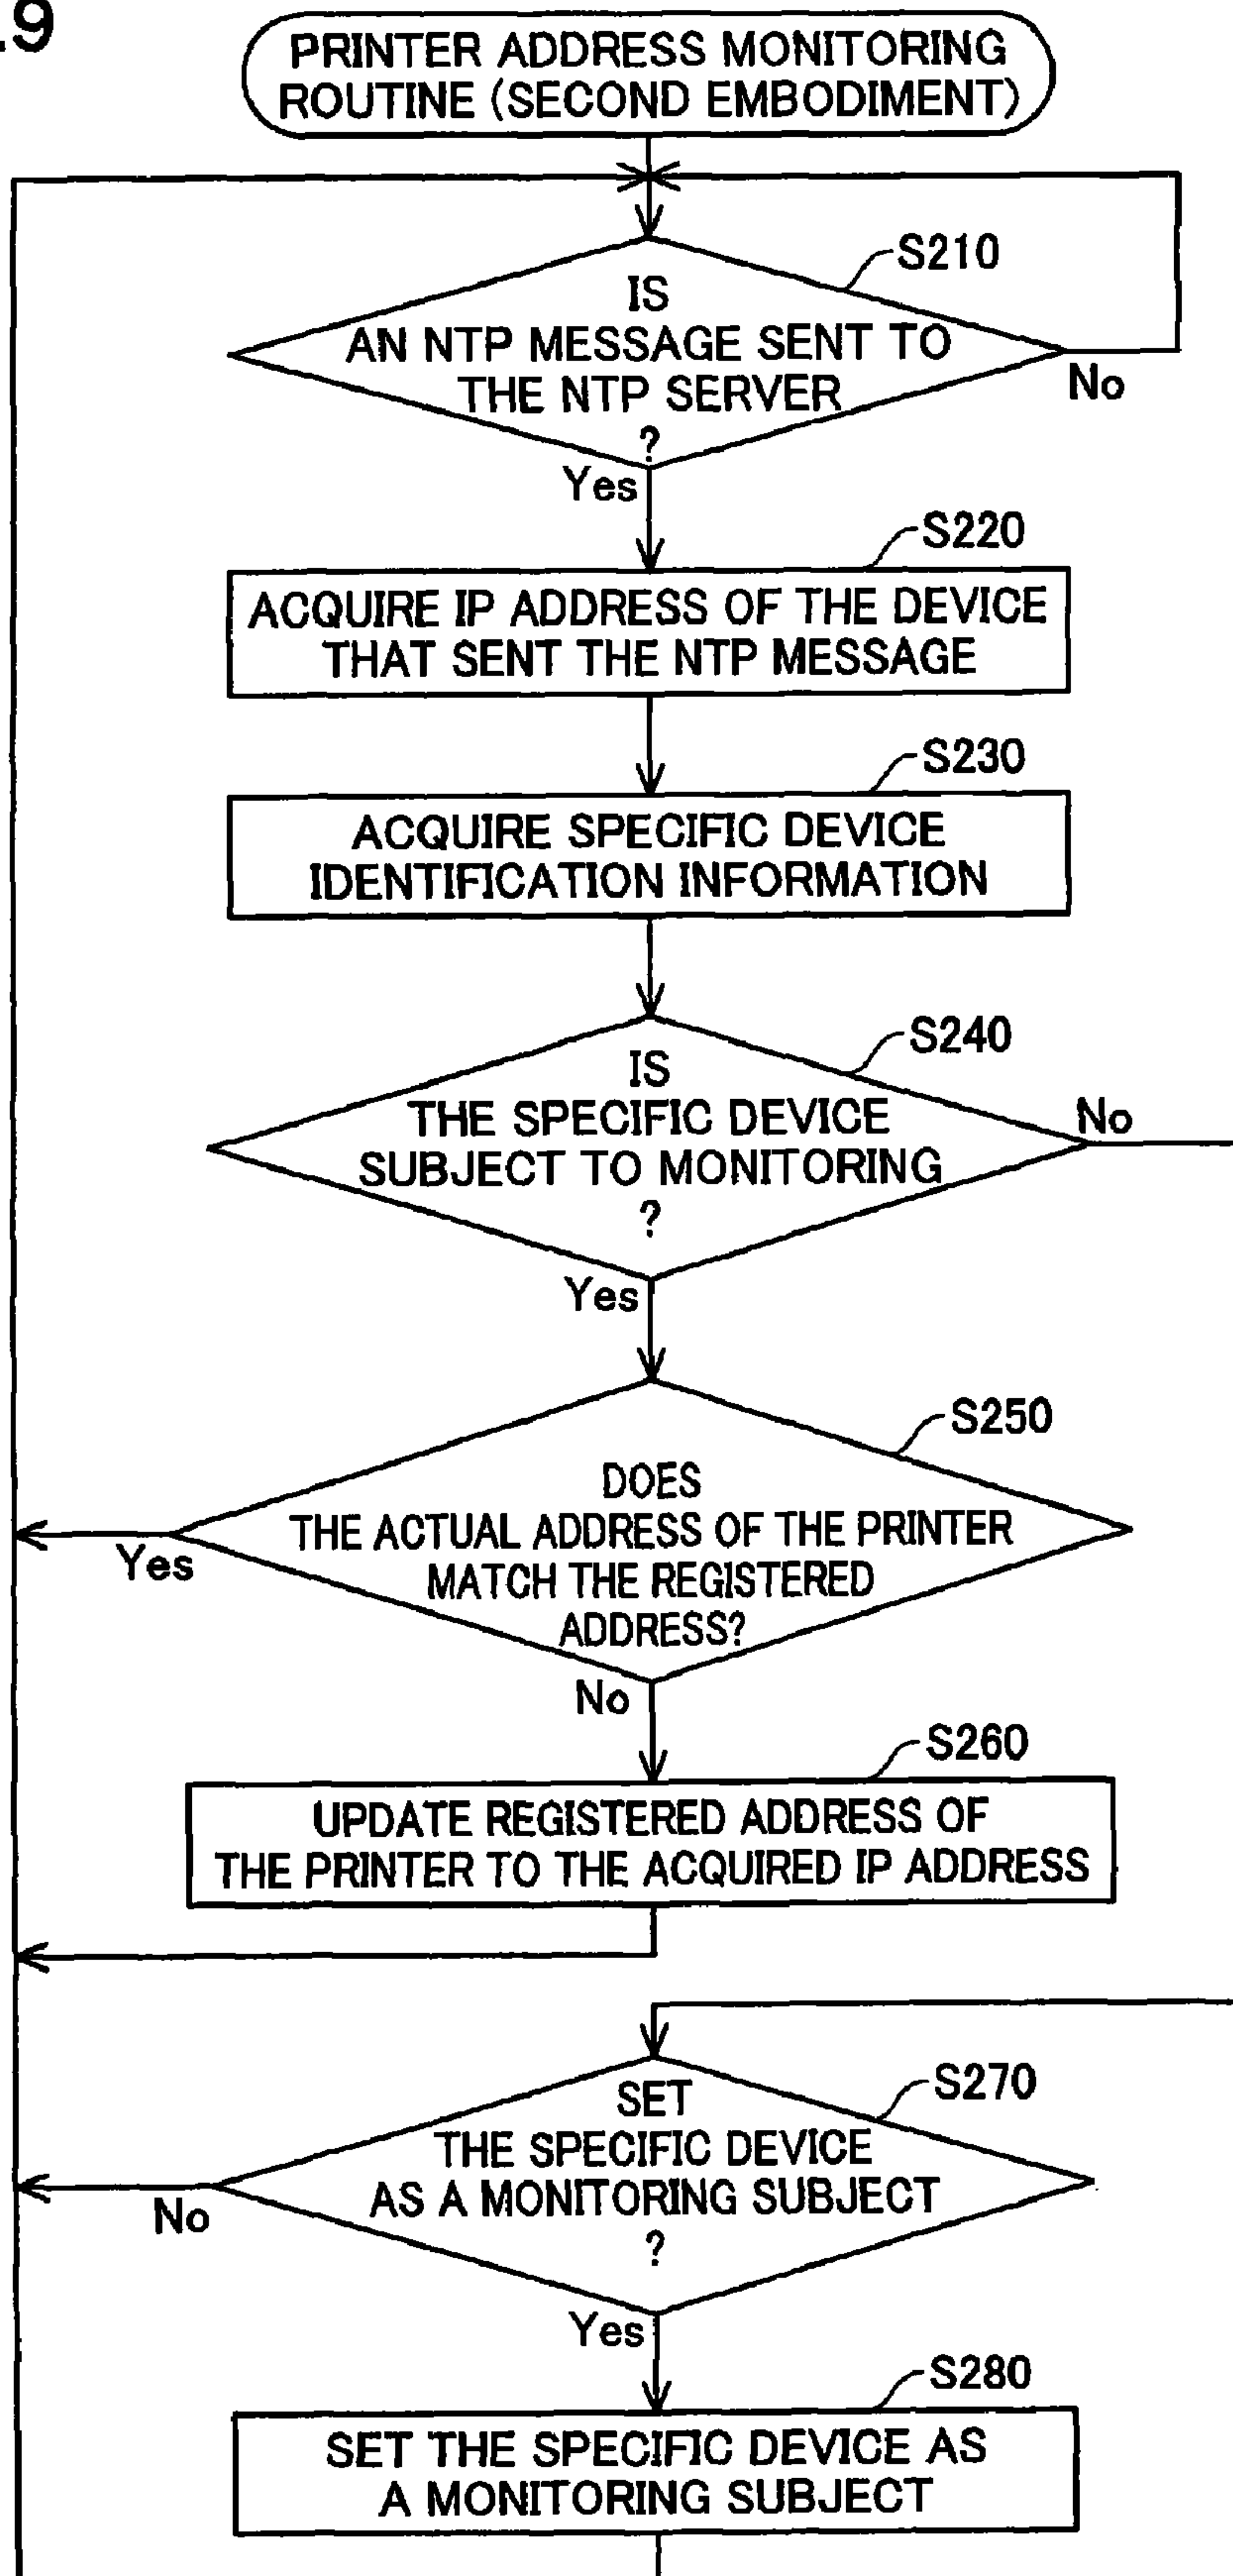 .9
PRINTER ADDRESS MONITORING
ROUTINE (SECOND EMBODIMENT)
S210
IS
AN NTP MESSAGE SENT TO
THE NTP SERVER
?
No
Yes
S220
ACQUIRE IP ADDRESS OF THE DEVICE
THAT SENT THE NTP MESSAGE
S230
ACQUIRE SPECIFIC DEVICE
IDENTIFICATION INFORMATION
S240
IS
THE SPECIFIC DEVICE
SUBJECT TO MONITORING
?
No
Yes
S250
DOES
THE ACTUAL ADDRESS OF THE PRINTER
MATCH THE REGISTERED
ADDRESS?
Yes
No
S260
UPDATE REGISTERED ADDRESS OF
THE PRINTER TO THE ACQUIRED IP ADDRESS
S270
SET
THE SPECIFIC DEVICE
AS A MONITORING SUBJECT
?
No
Yes
S280
SET THE SPECIFIC DEVICE AS
A MONITORING SUBJECT